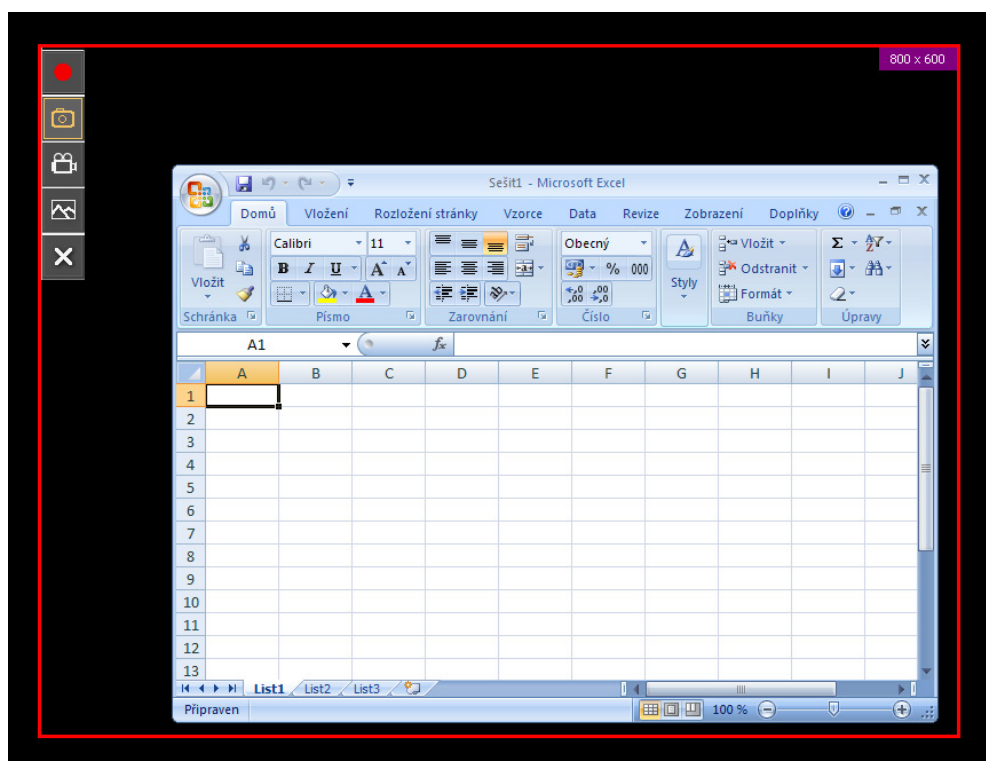 800 × 600
Sešit1 - Microsoft Excel
Domů Vložení Rozložení stránky Vzorce Data Revize Zobrazení Doplňky
Calibri 11 Obecný Vložit Σ
B I U A A % 000 Odstranit
Vložit A Styly Formát
Schránka Písmo Zarovnání Číslo Buňky Úpravy
A1 fx
A B C D E F G H I J
1
2
3
4
5
6
7
8
9
10
11
12
13
List1 List2 List3
Připraven 100 %